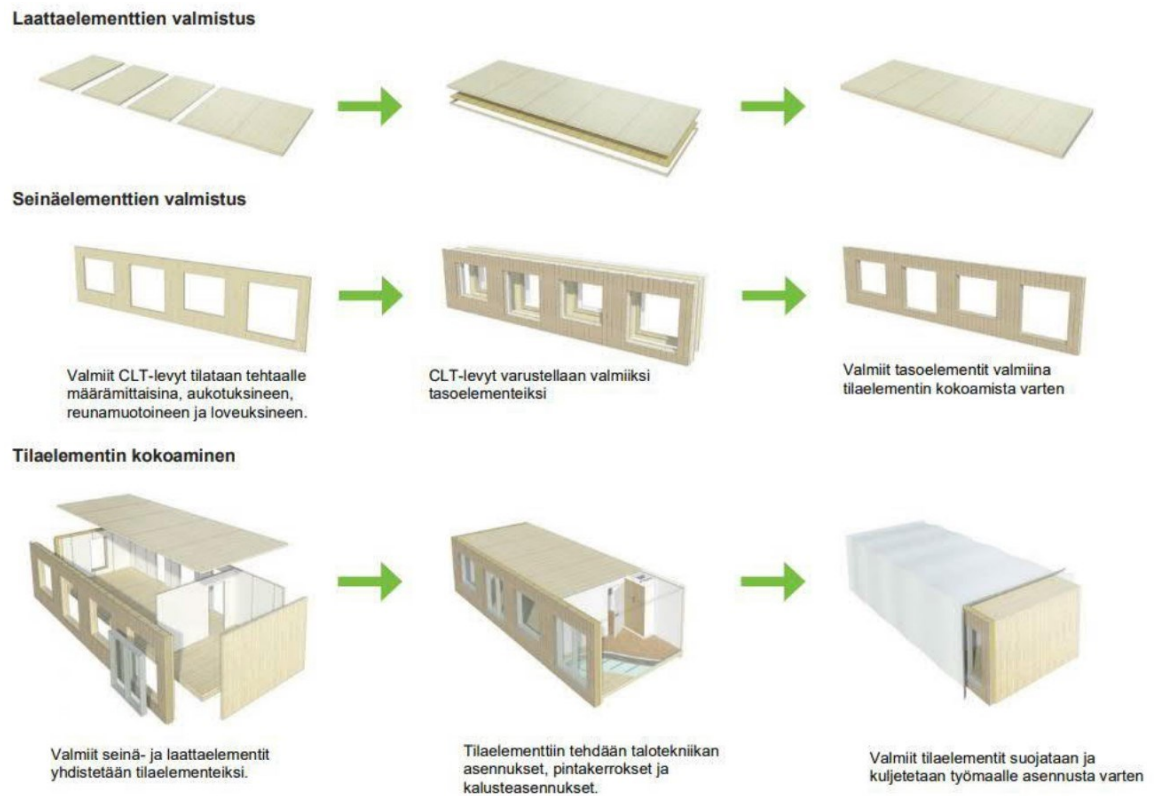 Laattaelementtien valmistus
Seinäelementtien valmistus
Valmiit CLT-levyt tilataan tehtaalle
määrämittaisina, aukotuksineen,
reunamuotoineen ja loveuksineen.
CLT-levyt varustellaan valmiiksi
tasoelementeiksi
Valmiit tasoelementit valmiina
tilaelementin kokoamista varten
Tilaelementin kokoaminen
Valmiit seinä- ja laattaelementit
yhdistetään tilaelementeiksi.
Tilaelementtiin tehdään talotekniikan
asennukset, pintakerrokset ja
kalusteasennukset.
Valmiit tilaelementit suojataan ja
kuljetetaan työmaalle asennusta varten